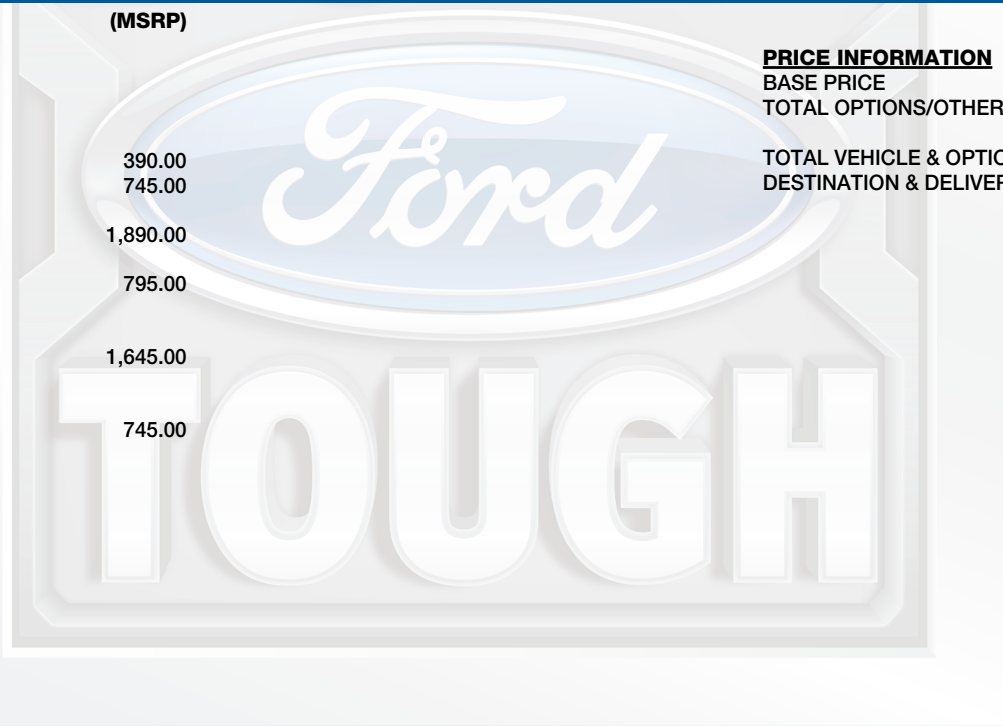 (MSRP)
390.00
745.00
1,890.00
795.00
1,645.00
745.00
PRICE INFORMATION
BASE PRICE
TOTAL OPTIONS/OTHER
TOTAL VEHICLE & OPTIO
DESTINATION & DELIVER
Ford
TOUGH